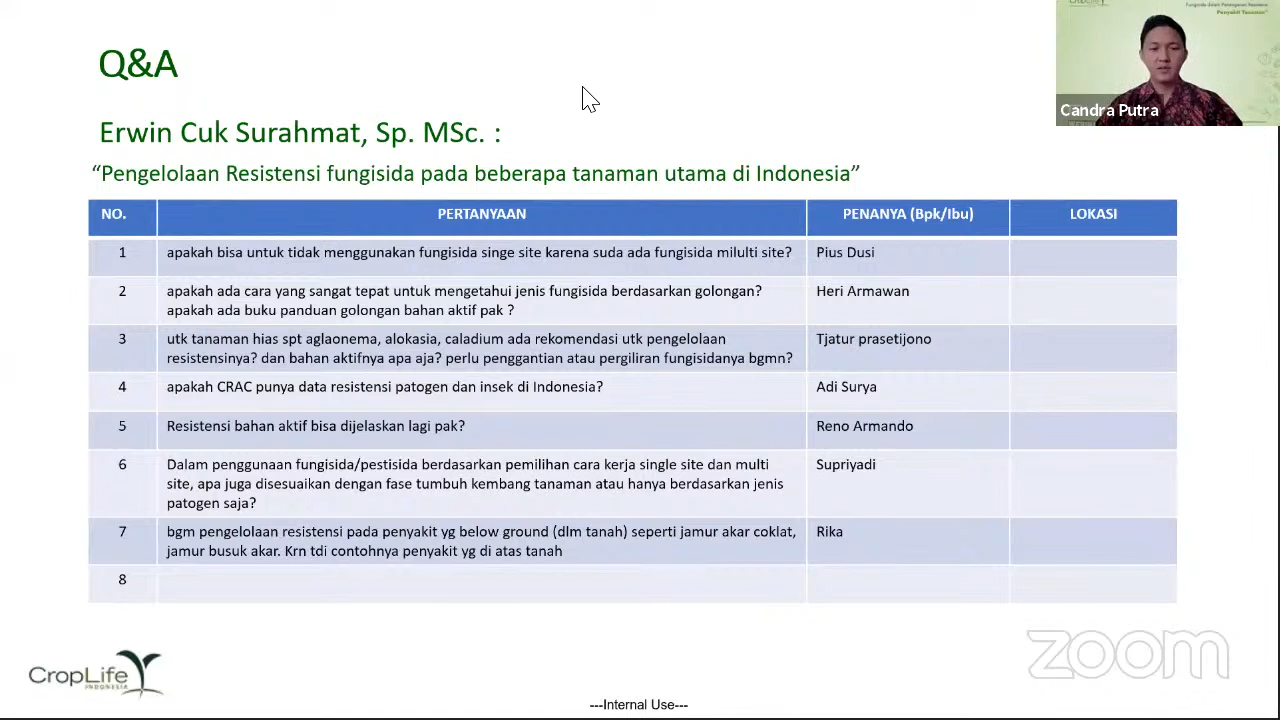 CropLife
Fungisida dalam Penanganan Resistensi
Penyakit Tanaman"
Candra Putra
Q&A
Erwin Cuk Surahmat, Sp. MSc. :
“Pengelolaan Resistensi fungisida pada beberapa tanaman utama di Indonesia”
NO. PERTANYAAN PENANYA (Bpk/Ibu) LOKASI
1 apakah bisa untuk tidak menggunakan fungisida singe site karena suda ada fungisida milulti site? Pius Dusi
2 apakah ada cara yang sangat tepat untuk mengetahui jenis fungisida berdasarkan golongan? Heri Armawan
apakah ada buku panduan golongan bahan aktif pak ?
3 utk tanaman hias spt aglaonema, alokasia, caladium ada rekomendasi utk pengelolaan Tjatur prasetijono
resistensinya? dan bahan aktifnya apa aja? perlu penggantian atau pergiliran fungisidanya bgmn?
4 apakah CRAC punya data resistensi patogen dan insek di Indonesia? Adi Surya
5 Resistensi bahan aktif bisa dijelaskan lagi pak? Reno Armando
6 Dalam penggunaan fungisida/pestisida berdasarkan pemilihan cara kerja single site dan multi Supriyadi
site, apa juga disesuaikan dengan fase tumbuh kembang tanaman atau hanya berdasarkan jenis
patogen saja?
7 bgm pengelolaan resistensi pada penyakit yg below ground (dlm tanah) seperti jamur akar coklat, Rika
jamur busuk akar. Krn tdi contohnya penyakit yg di atas tanah
8
CropLife
INDONESIA
zoom
---Internal Use---